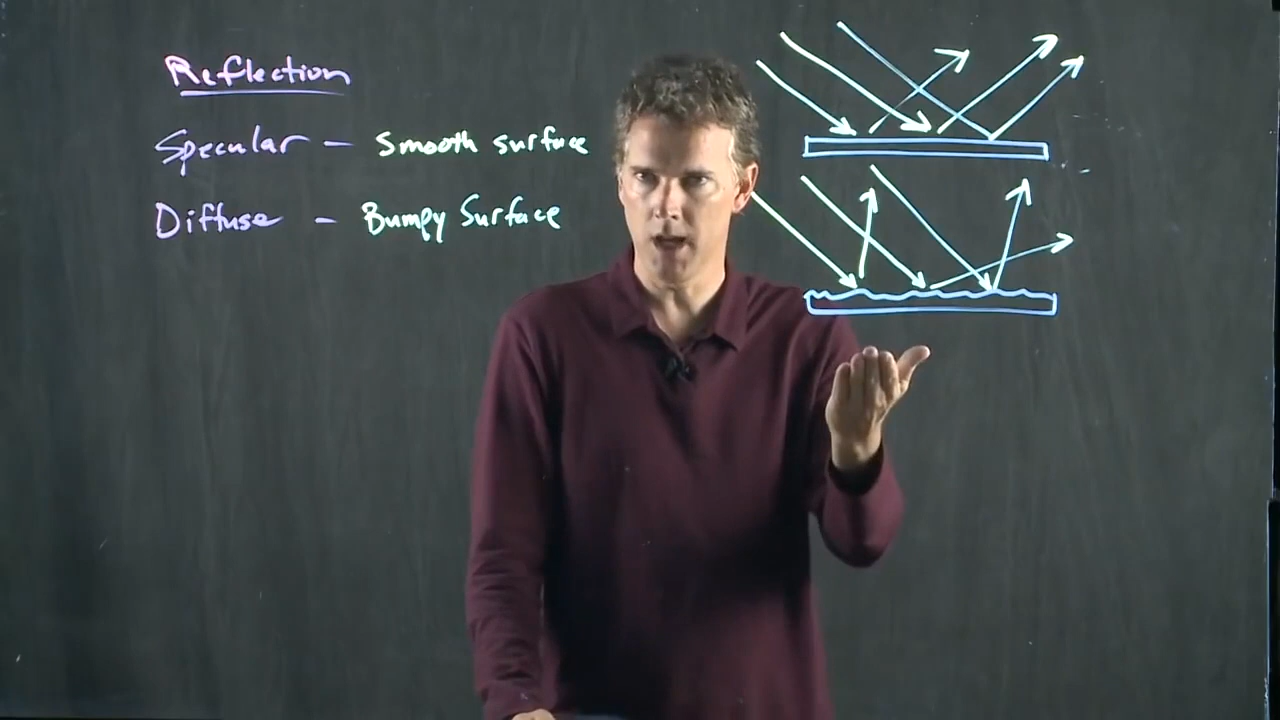 Reflection
Specular - Smooth surface
Diffuse - Bumpy Surface